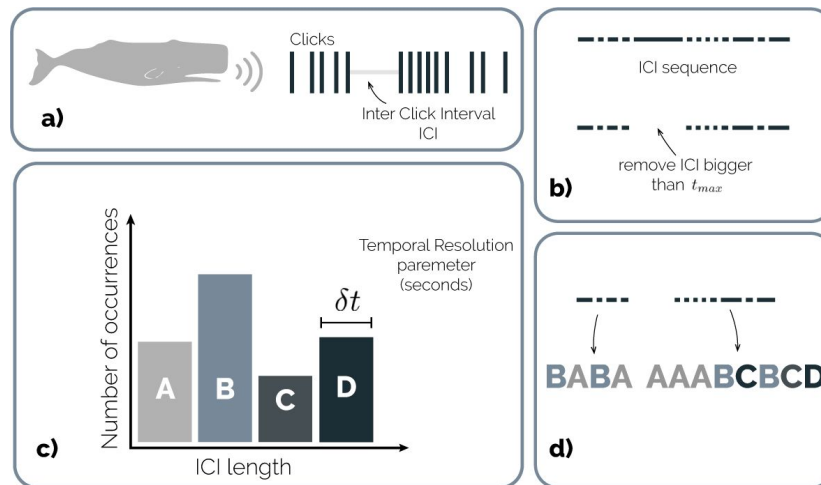 Clicks
Inter Click Interval
ICI
a)
ICI sequence
remove ICI bigger
than t_max
b)
Number of occurrences
Temporal Resolution
paremeter
(seconds)
δt
A B C D
ICI length
c)
BABA AAABCBCD
d)